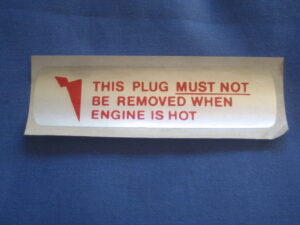 THIS PLUG MUST NOT
BE REMOVED WHEN
ENGINE IS HOT